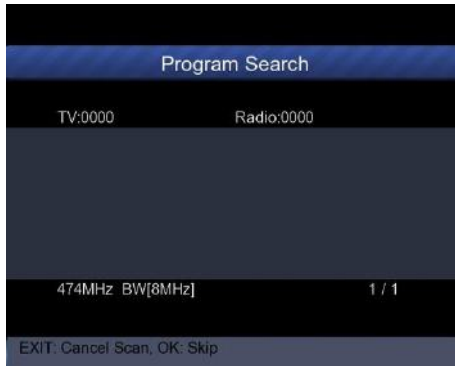 Program Search
TV:0000 Radio:0000
474MHz BW[8MHz] 1 / 1
EXIT: Cancel Scan, OK: Skip